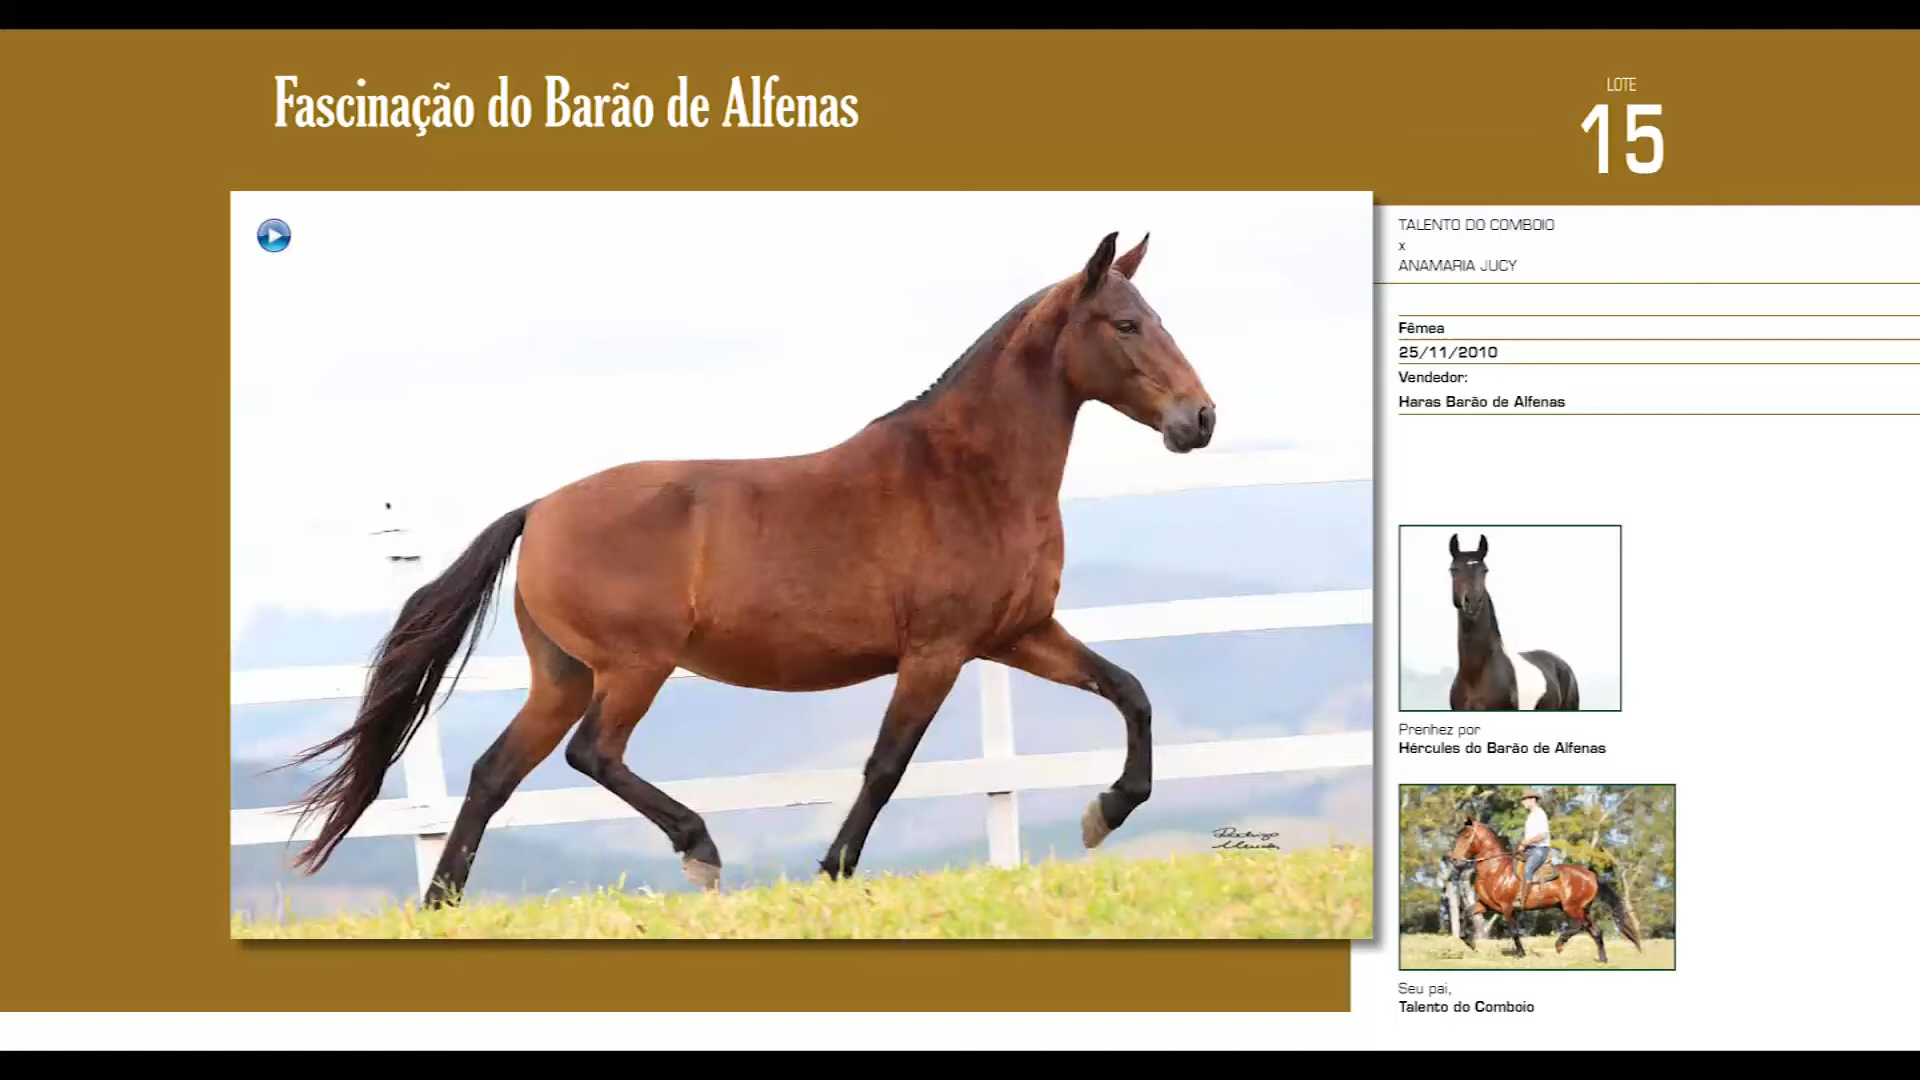 Fascinação do Barão de Alfenas
LOTE
15
TALENTO DO COMBOIO
x
ANAMARIA JUCY
Fêmea
25/11/2010
Vendedor:
Haras Barão de Alfenas
Prenhez por
Hércules do Barão de Alfenas
Seu pai,
Talento do Comboio